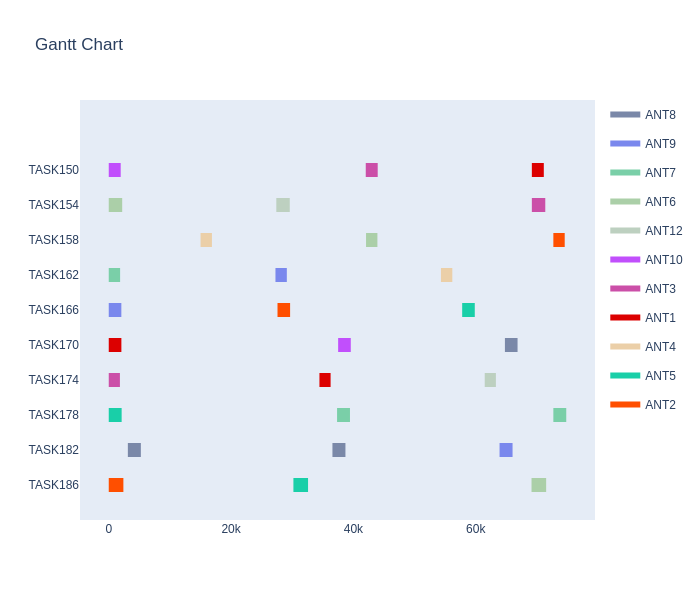 Gantt Chart
TASK150
TASK154
TASK158
TASK162
TASK166
TASK170
TASK174
TASK178
TASK182
TASK186
0
20k
40k
60k
ANT8
ANT9
ANT7
ANT6
ANT12
ANT10
ANT3
ANT1
ANT4
ANT5
ANT2